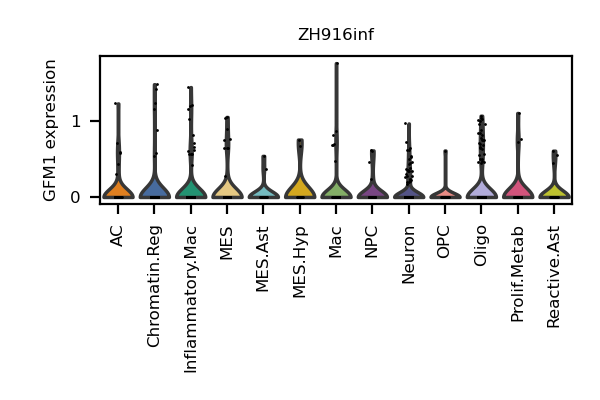 ZH916inf
GFM1 expression
1
0
AC
Chromatin.Reg
Inflammatory.Mac
MES
MES.Ast
MES.Hyp
Mac
NPC
Neuron
OPC
Oligo
Prolif.Metab
Reactive.Ast